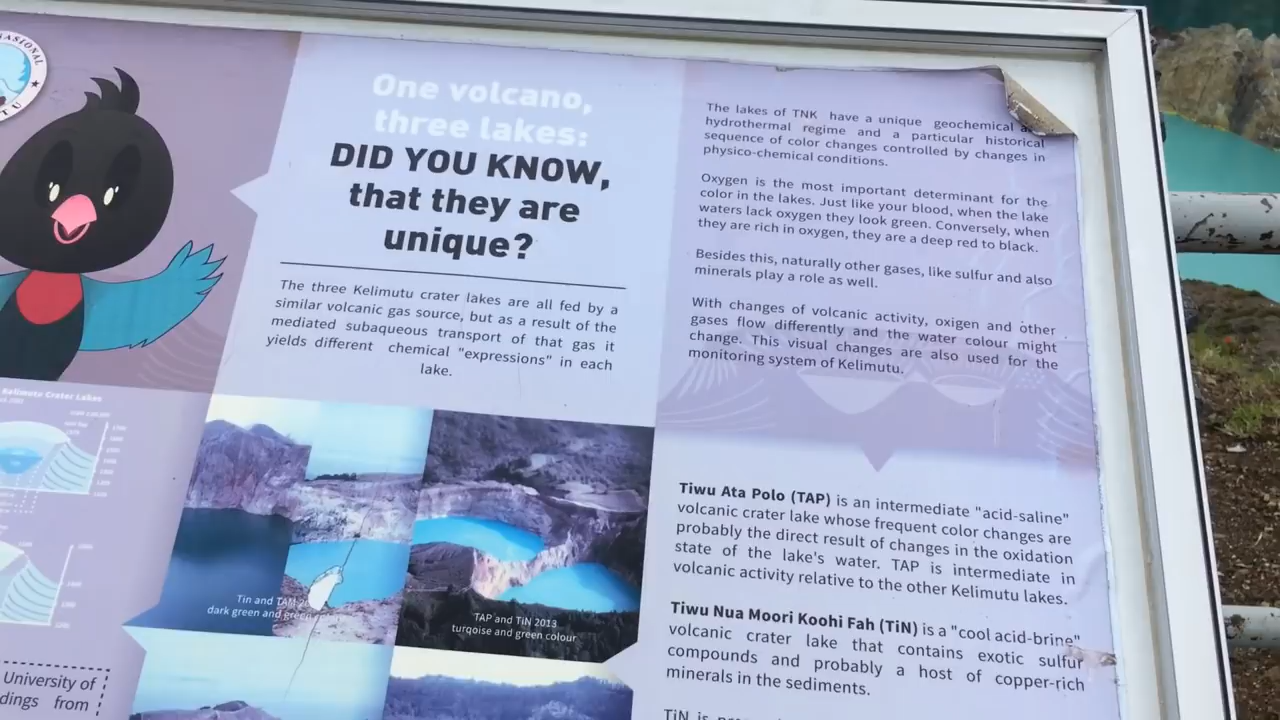 NASIONAL
One volcano,
three lakes:
DID YOU KNOW,
that they are
unique?
The three Kelimutu crater lakes are all fed by a
similar volcanic gas source, but as a result of the
mediated subaqueous transport of that gas it
yields different chemical "expressions" in each
lake.
The lakes of TNK have a unique geochemical
hydrothermal regime and a particular historical
sequence of color changes controlled by changes in
physico-chemical conditions.
Oxygen is the most important determinant for the
color in the lakes. Just like your blood, when the lake
waters lack oxygen they look green. Conversely, when
they are rich in oxygen, they are a deep red to black.
Besides this, naturally other gases, like sulfur and also
minerals play a role as well.
With changes of volcanic activity, oxigen and other
gases flow differently and the water colour might
change. This visual changes are also used for the
monitoring system of Kelimutu.
Kelimutu Crater Lakes
Tin and TAM
dark green and green
TAP and TiN 2013
turqoise and green colour
Tiwu Ata Polo (TAP) is an intermediate "acid-saline"
volcanic crater lake whose frequent color changes are
probably the direct result of changes in the oxidation
state of the lake's water. TAP is intermediate in
volcanic activity relative to the other Kelimutu lakes.
Tiwu Nua Moori Koohi Fah (TiN) is a "cool acid-brine"
volcanic crater lake that contains exotic sulfur
compounds and probably a host of copper-rich
minerals in the sediments.
TiN is
University of
dings from